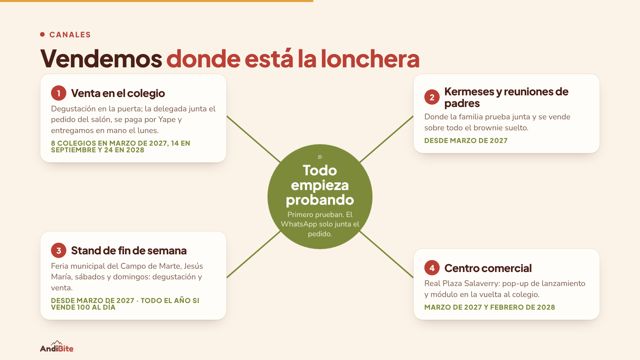 CANALES
Vendemos donde está la lonchera
1 Venta en el colegio
Degustación en la puerta; la delegada junta el
pedido del salón, se paga por Yape y
entregamos en mano el lunes.
8 COLEGIOS EN MARZO DE 2027, 14 EN
SEPTIEMBRE Y 24 EN 2028
2 Kermeses y reuniones de
padres
Donde la familia prueba junta y se vende
sobre todo el brownie suelto.
DESDE MARZO DE 2027
Todo
empieza
probando
Primero prueban. El
WhatsApp solo junta el
pedido.
3 Stand de fin de semana
Feria municipal del Campo de Marte, Jesús
María, sábados y domingos: degustación y
venta.
DESDE MARZO DE 2027 · TODO EL AÑO SI
VENDE 100 AL DÍA
4 Centro comercial
Real Plaza Salaverry: pop-up de lanzamiento
y módulo en la vuelta al colegio.
MARZO DE 2027 Y FEBRERO DE 2028
AndiBite